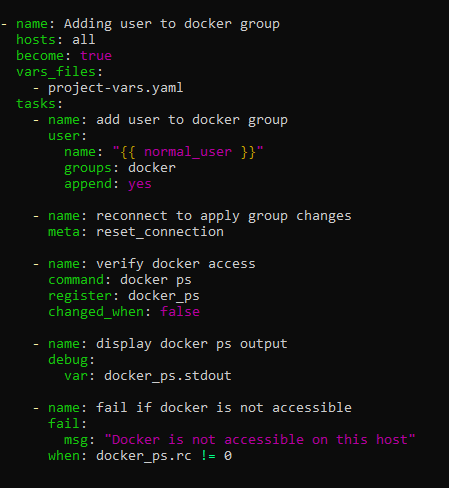 - name: Adding user to docker group
  hosts: all
  become: true
  vars_files:
    - project-vars.yaml
  tasks:
    - name: add user to docker group
      user:
        name: "{{ normal_user }}"
        groups: docker
        append: yes

    - name: reconnect to apply group changes
      meta: reset_connection

    - name: verify docker access
      command: docker ps
      register: docker_ps
      changed_when: false

    - name: display docker ps output
      debug:
        var: docker_ps.stdout

    - name: fail if docker is not accessible
      fail:
        msg: "Docker is not accessible on this host"
      when: docker_ps.rc != 0